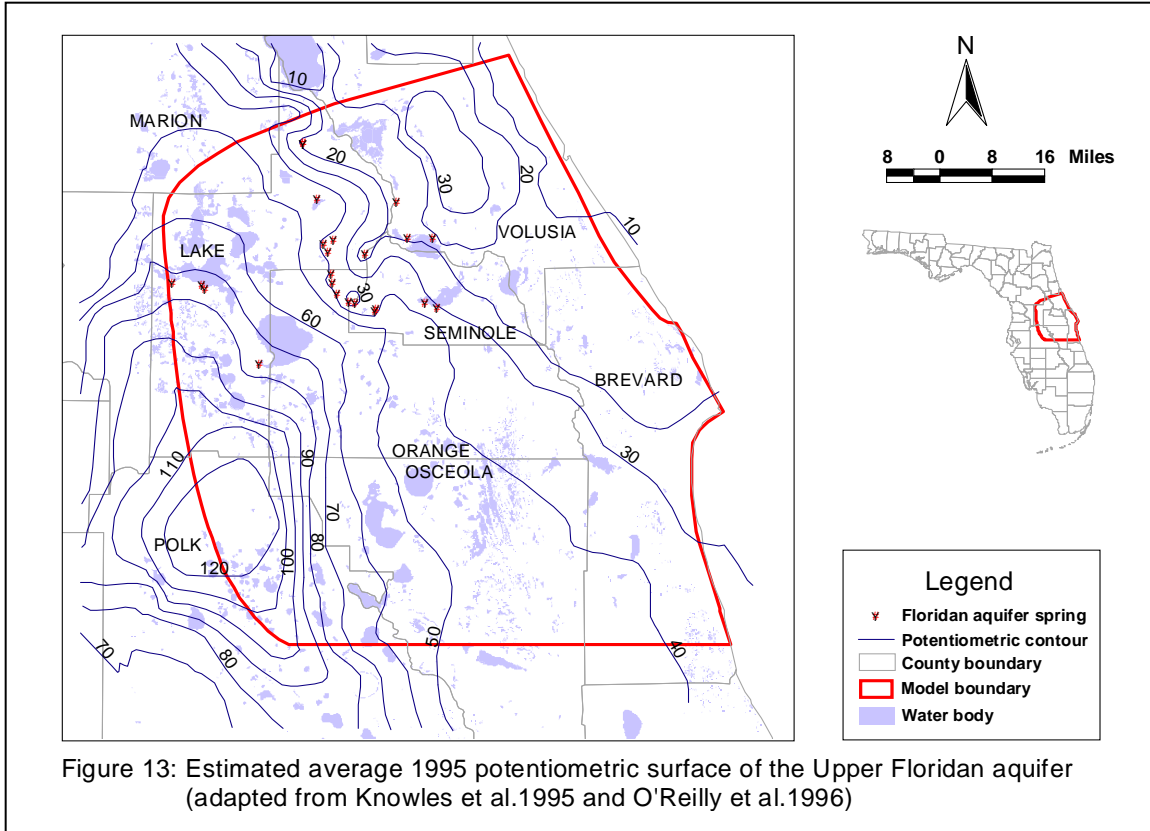 10
MARION
20
30
20
10
VOLUSIA
LAKE
30
60
SEMINOLE
BREVARD
ORANGE
OSCEOLA
30
110
90
70
80
100
POLK
120
50
40
70
80
N
8 0 8 16 Miles
Legend
Floridan aquifer spring
Potentiometric contour
County boundary
Model boundary
Water body
Figure 13: Estimated average 1995 potentiometric surface of the Upper Floridan aquifer
(adapted from Knowles et al.1995 and O'Reilly et al.1996)